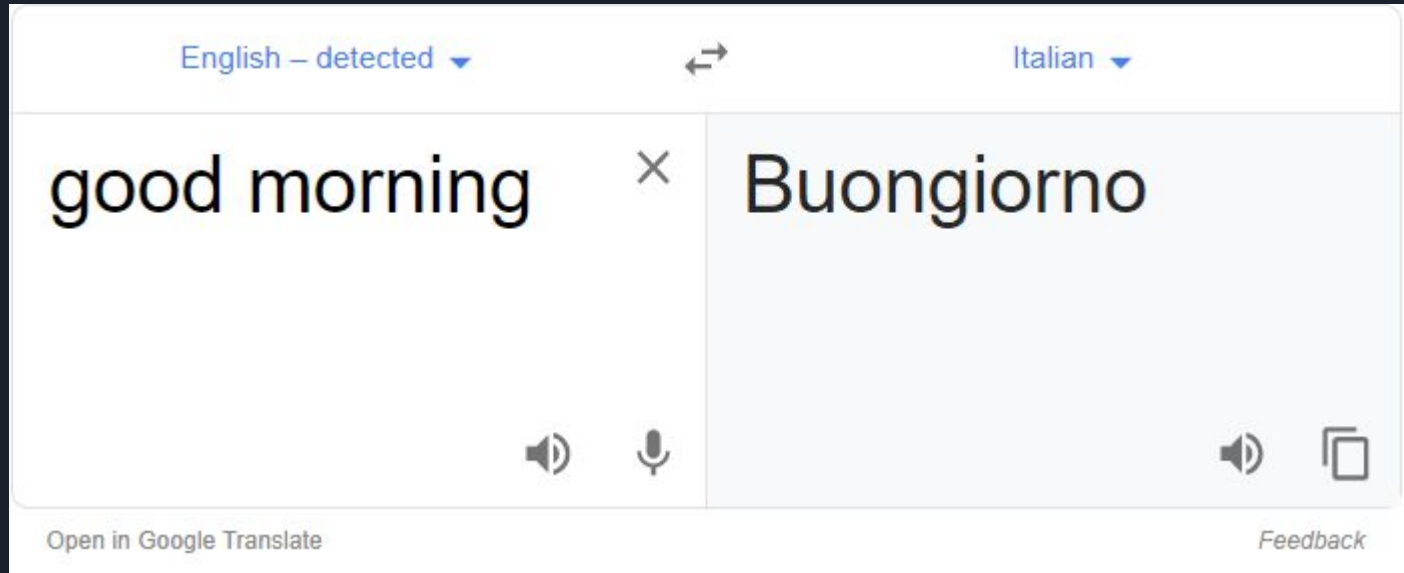 English – detected
Italian
good morning
Buongiorno
Open in Google Translate
Feedback